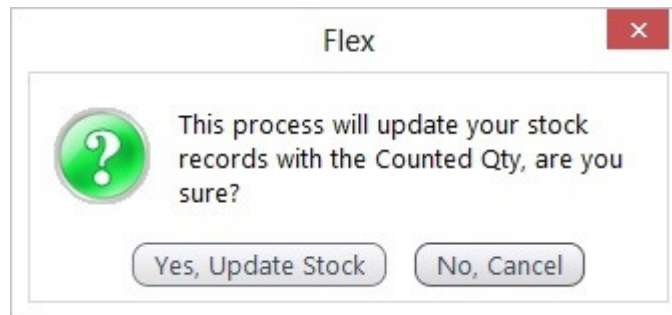 Flex
This process will update your stock
records with the Counted Qty, are you
sure?
Yes, Update Stock
No, Cancel